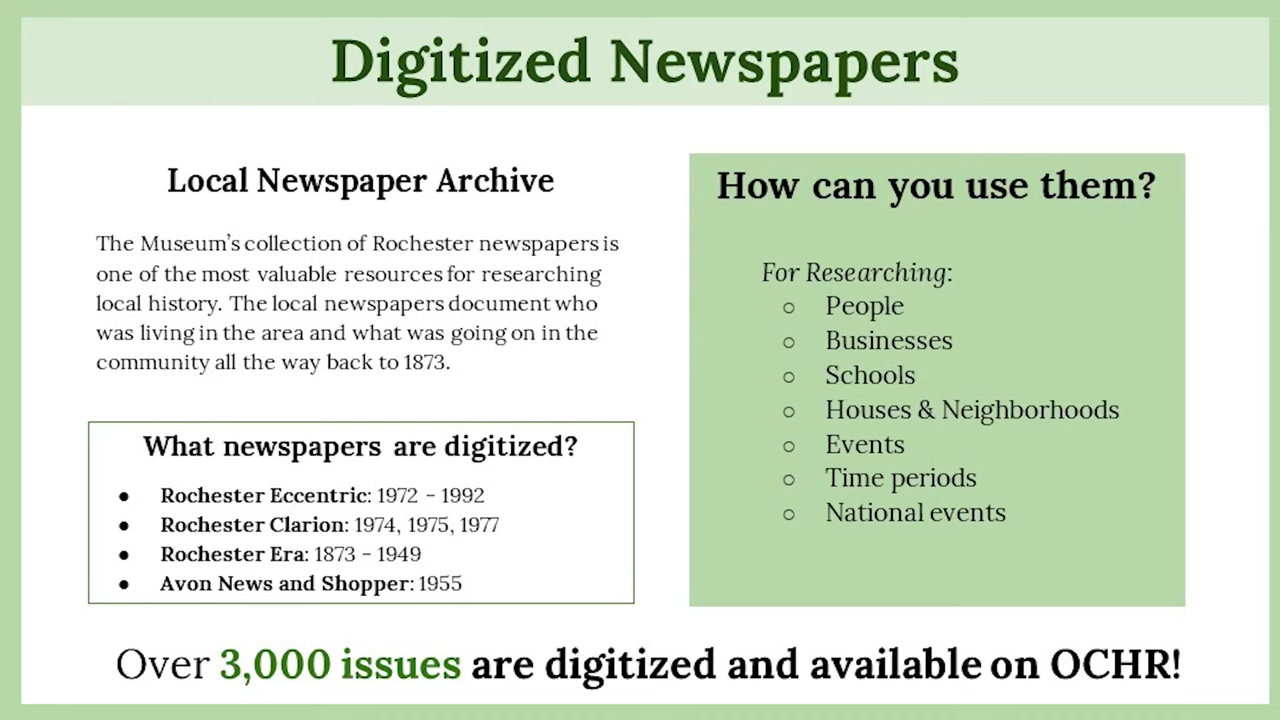 Digitized Newspapers
Local Newspaper Archive
The Museum's collection of Rochester newspapers is
one of the most valuable resources for researching
local history. The local newspapers document who
was living in the area and what was going on in the
community all the way back to 1873.
What newspapers are digitized?
● Rochester Eccentric: 1972 – 1992
● Rochester Clarion: 1974, 1975, 1977
● Rochester Era: 1873 – 1949
● Avon News and Shopper: 1955
How can you use them?
For Researching:
○ People
○ Businesses
○ Schools
○ Houses & Neighborhoods
○ Events
○ Time periods
○ National events
Over 3,000 issues are digitized and available on OCHR!